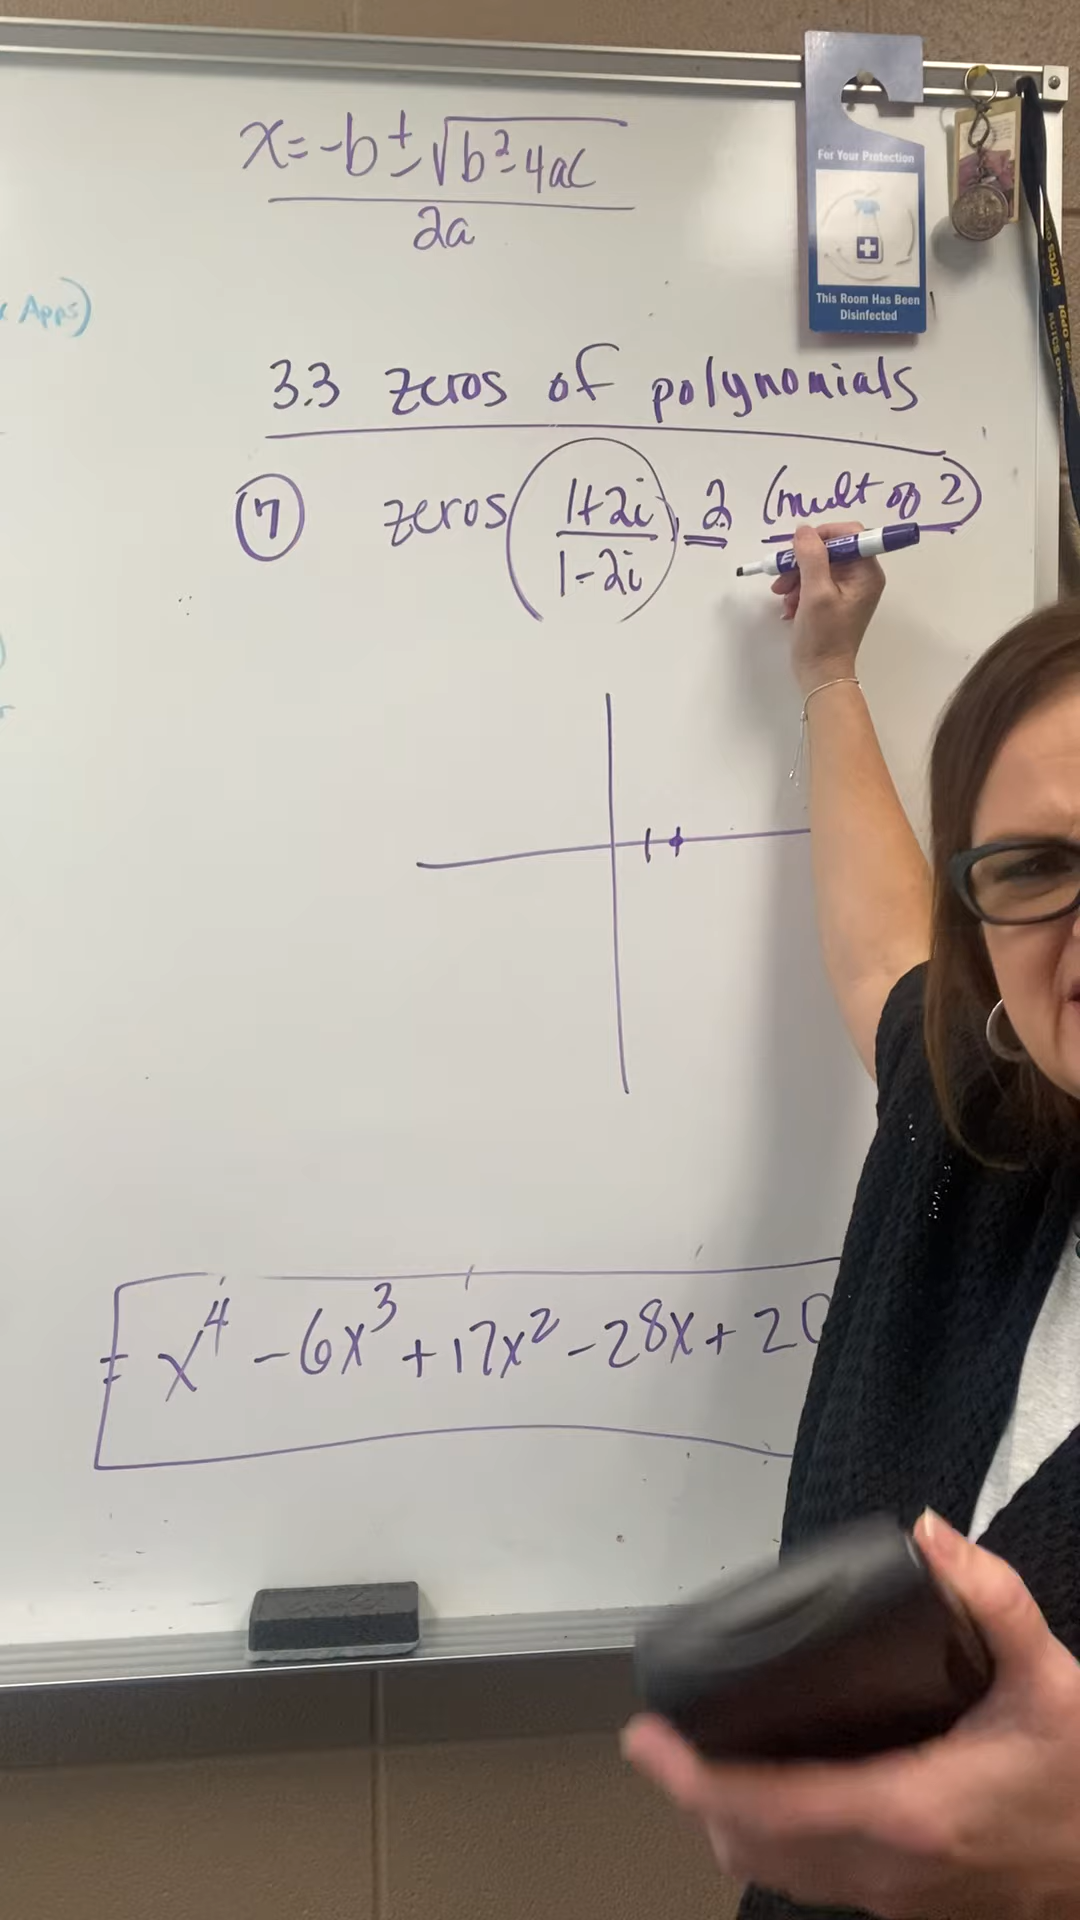 x = -b ± √b²-4ac
2a
For Your Protection
This Room Has Been
Disinfected
Apps)
3.3 zeros of polynomials
7 zeros 1+2i, 2 (mult of 2)
1-2i
= x⁴ - 6x³ + 17x² - 28x + 20